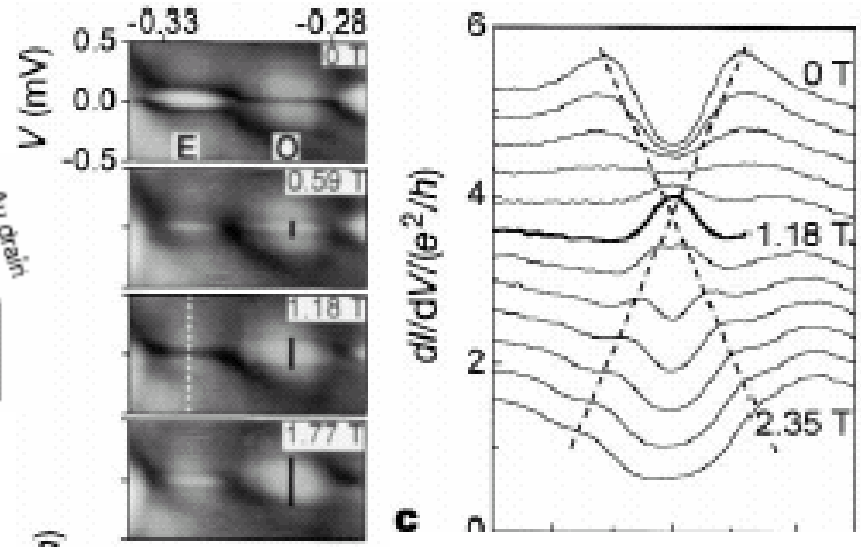 -0.33 -0.28
0.5
0.0
-0.5
V (mV)
0 T
E O
0.59 T
1.18 T
1.77 T
c
6
4
2
0
dI/dV/(e²/h)
0 T
1.18 T
2.35 T